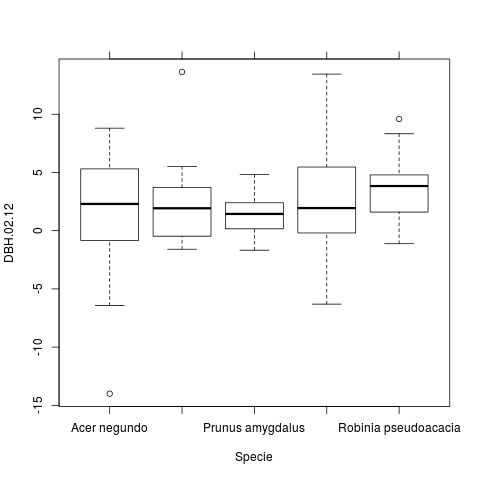 10
5
0
-5
-10
-15
DBH.02.12
Acer negundo
Prunus amygdalus
Robinia pseudoacacia
Specie